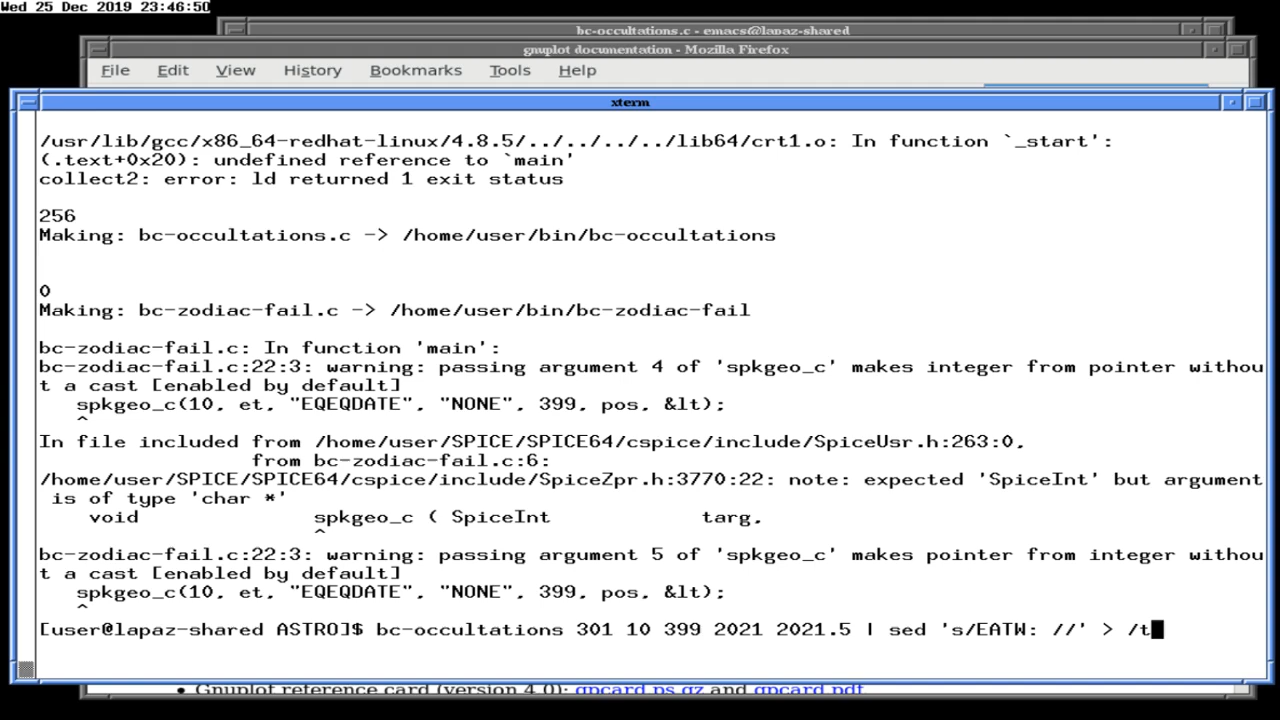 Wed 25 Dec 2019 23:46:50
bc-occultations.c - emacs@lapaz-shared
gnuplot documentation - Mozilla Firefox
File Edit View History Bookmarks Tools Help
xterm
/usr/lib/gcc/x86_64-redhat-linux/4.8.5/../../../../lib64/crt1.o: In function `_start':
(.text+0x20): undefined reference to `main'
collect2: error: ld returned 1 exit status
256
Making: bc-occultations.c -> /home/user/bin/bc-occultations
0
Making: bc-zodiac-fail.c -> /home/user/bin/bc-zodiac-fail
bc-zodiac-fail.c: In function 'main':
bc-zodiac-fail.c:22:3: warning: passing argument 4 of 'spkgeo_c' makes integer from pointer withou
t a cast [enabled by default]
spkgeo_c(10, et, "EQEQDATE", "NONE", 399, pos, &lt);
^
In file included from /home/user/SPICE/SPICE64/cspice/include/SpiceUsr.h:263:0,
from bc-zodiac-fail.c:6:
/home/user/SPICE/SPICE64/cspice/include/SpiceZpr.h:3770:22: note: expected 'SpiceInt' but argument
is of type 'char *'
void spkgeo_c ( SpiceInt targ,
^
bc-zodiac-fail.c:22:3: warning: passing argument 5 of 'spkgeo_c' makes pointer from integer withou
t a cast [enabled by default]
spkgeo_c(10, et, "EQEQDATE", "NONE", 399, pos, &lt);
^
[user@lapaz-shared ASTRO]$ bc-occultations 301 10 399 2021 2021.5 | sed 's/EATW: //' > /t
• Gnuplot reference card (version 4.0): gpcard.ps.gz and gpcard.pdf